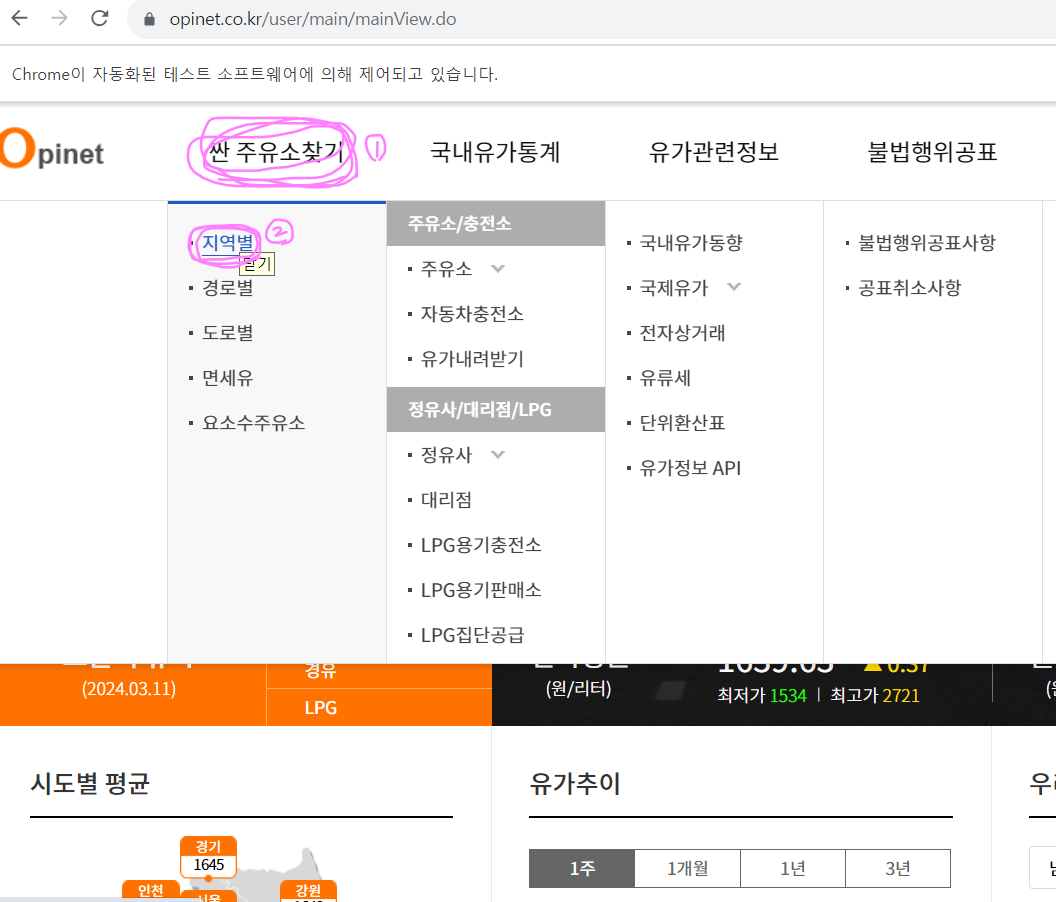 opinet.co.kr/user/main/mainView.do
Chrome이 자동화된 테스트 소프트웨어에 의해 제어되고 있습니다.
Opinet
싼 주유소찾기
①
국내유가통계
유가관련정보
불법행위공표
지역별
②
닫기
경로별
도로별
면세유
요소수주유소
주유소/충전소
주유소
자동차충전소
유가내려받기
정유사/대리점/LPG
정유사
대리점
LPG용기충전소
LPG용기판매소
LPG집단공급
국내유가동향
국제유가
전자상거래
유류세
단위환산표
유가정보 API
불법행위공표사항
공표취소사항
(2024.03.11)
경유
LPG
(원/리터)
1639.63 ▲ 0.37
최저가 1534 | 최고가 2721
시도별 평균
경기
1645
인천
서울
강원
유가추이
1주
1개월
1년
3년